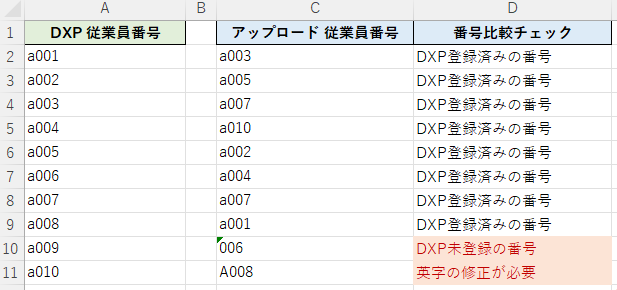 A B C D
1 DXP 従業員番号 アップロード 従業員番号 番号比較チェック
2 a001 a003 DXP登録済みの番号
3 a002 a005 DXP登録済みの番号
4 a003 a007 DXP登録済みの番号
5 a004 a010 DXP登録済みの番号
6 a005 a002 DXP登録済みの番号
7 a006 a004 DXP登録済みの番号
8 a007 a007 DXP登録済みの番号
9 a008 a001 DXP登録済みの番号
10 a009 006 DXP未登録の番号
11 a010 A008 英字の修正が必要